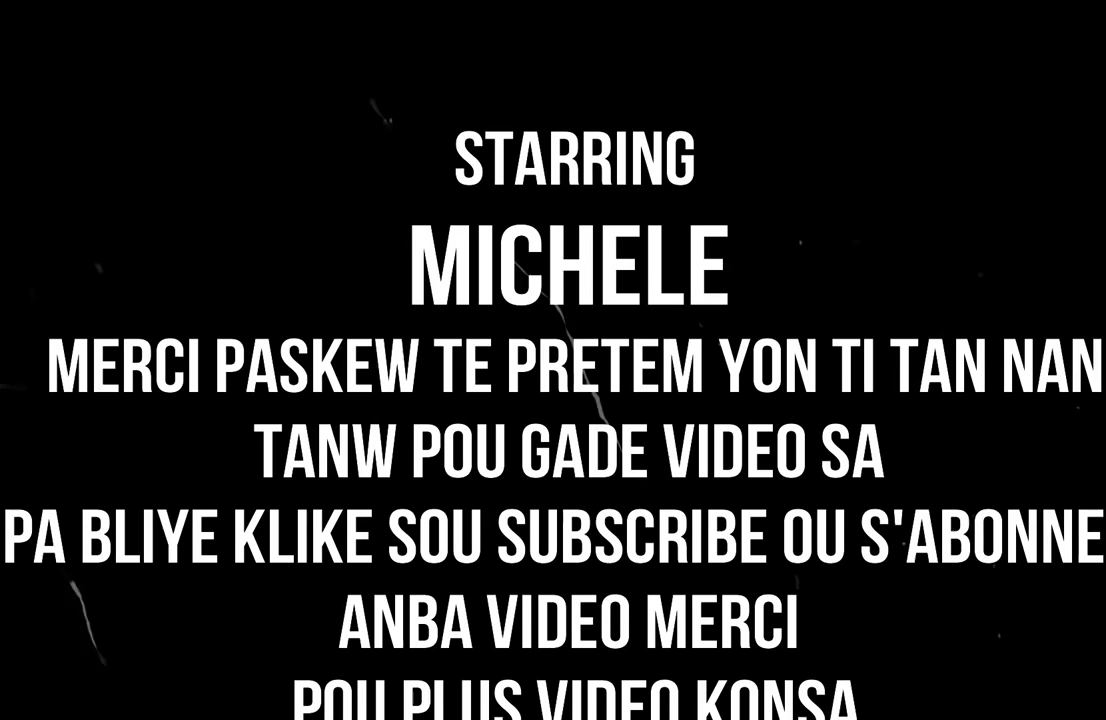 STARRING
MICHELE
MERCI PASKEW TE PRETEM YON TI TAN NAN
TANW POU GADE VIDEO SA
PA BLIYE KLIKE SOU SUBSCRIBE OU S'ABONNE
ANBA VIDEO MERCI
POU PLUS VIDEO KONSA